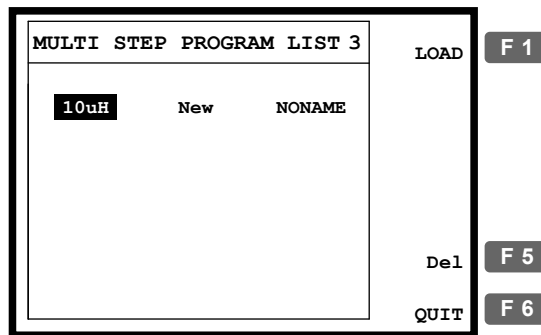 MULTI STEP PROGRAM LIST 3
LOAD
F 1
10uH New NONAME
Del
F 5
QUIT
F 6